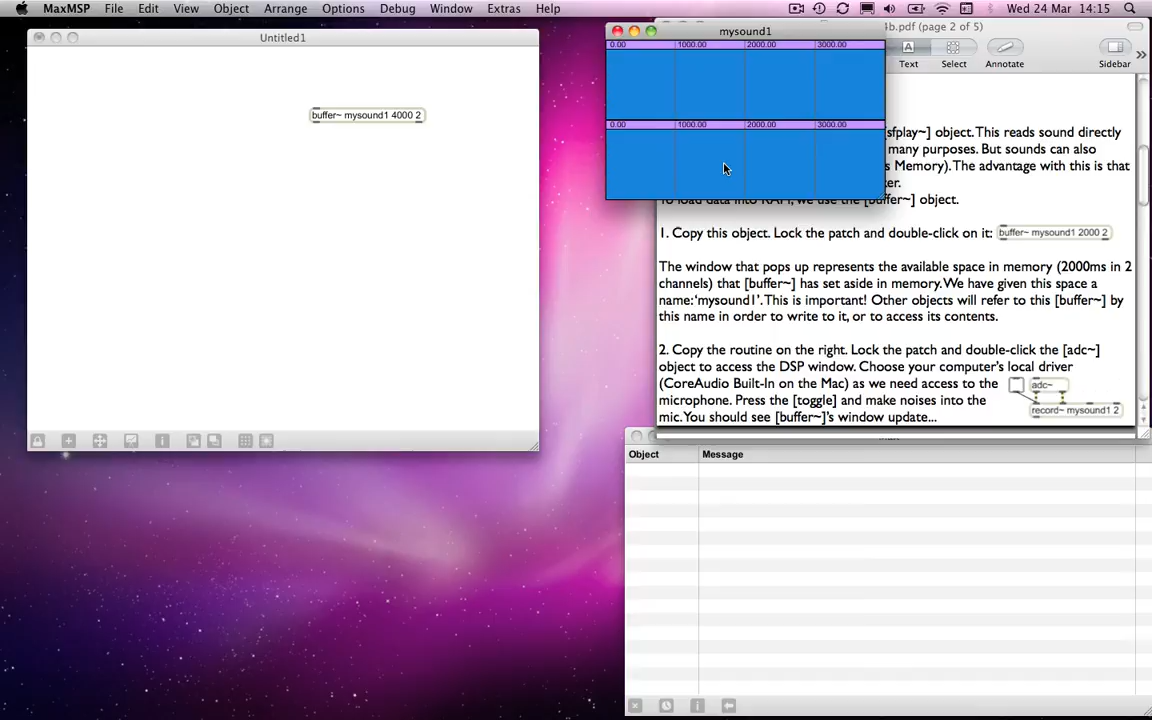 MaxMSP File Edit View Object Arrange Options Debug Window Extras Help Wed 24 Mar 14:15
Untitled1
buffer~ mysound1 4000 2
mysound1
0.00 1000.00 2000.00 3000.00
0.00 1000.00 2000.00 3000.00
4b.pdf (page 2 of 5)
Text Select Annotate Sidebar
sfplay~] object. This reads sound directly
many purposes. But sounds can also
s Memory). The advantage with this is that
ker.
To load data into RAM, we use the [buffer~] object.
1. Copy this object. Lock the patch and double-click on it: buffer~ mysound1 2000 2
The window that pops up represents the available space in memory (2000ms in 2
channels) that [buffer~] has set aside in memory. We have given this space a
name: 'mysound1'. This is important! Other objects will refer to this [buffer~] by
this name in order to write to it, or to access its contents.
2. Copy the routine on the right. Lock the patch and double-click the [adc~]
object to access the DSP window. Choose your computer's local driver
(CoreAudio Built-In on the Mac) as we need access to the
microphone. Press the [toggle] and make noises into the
mic. You should see [buffer~]'s window update...
adc~
record~ mysound1 2
Object Message